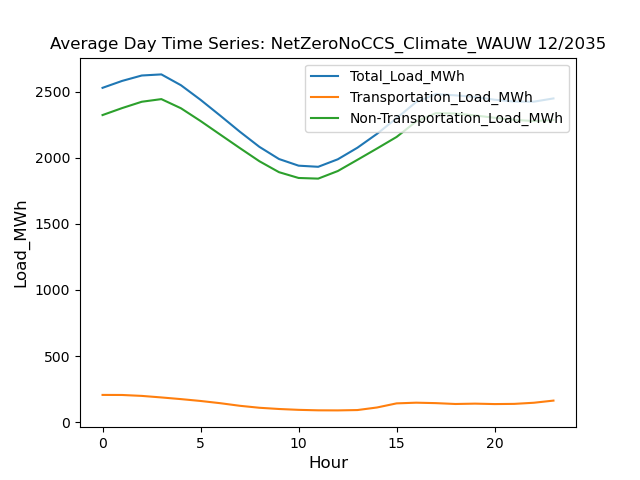 Average Day Time Series: NetZeroNoCCS_Climate_WAUW 12/2035
Total_Load_MWh
Transportation_Load_MWh
Non-Transportation_Load_MWh
Load_MWh
2500
2000
1500
1000
500
0
0 5 10 15 20
Hour